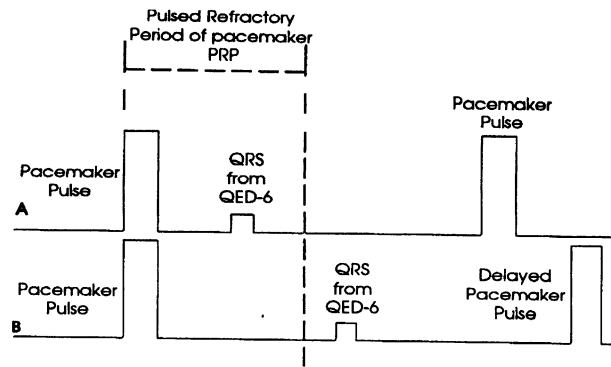 Pulsed Refractory
Period of pacemaker
PRP
Pacemaker
Pulse
Pacemaker
Pulse
QRS
from
QED-6
A
Pacemaker
Pulse
QRS
from
QED-6
Delayed
Pacemaker
Pulse
B